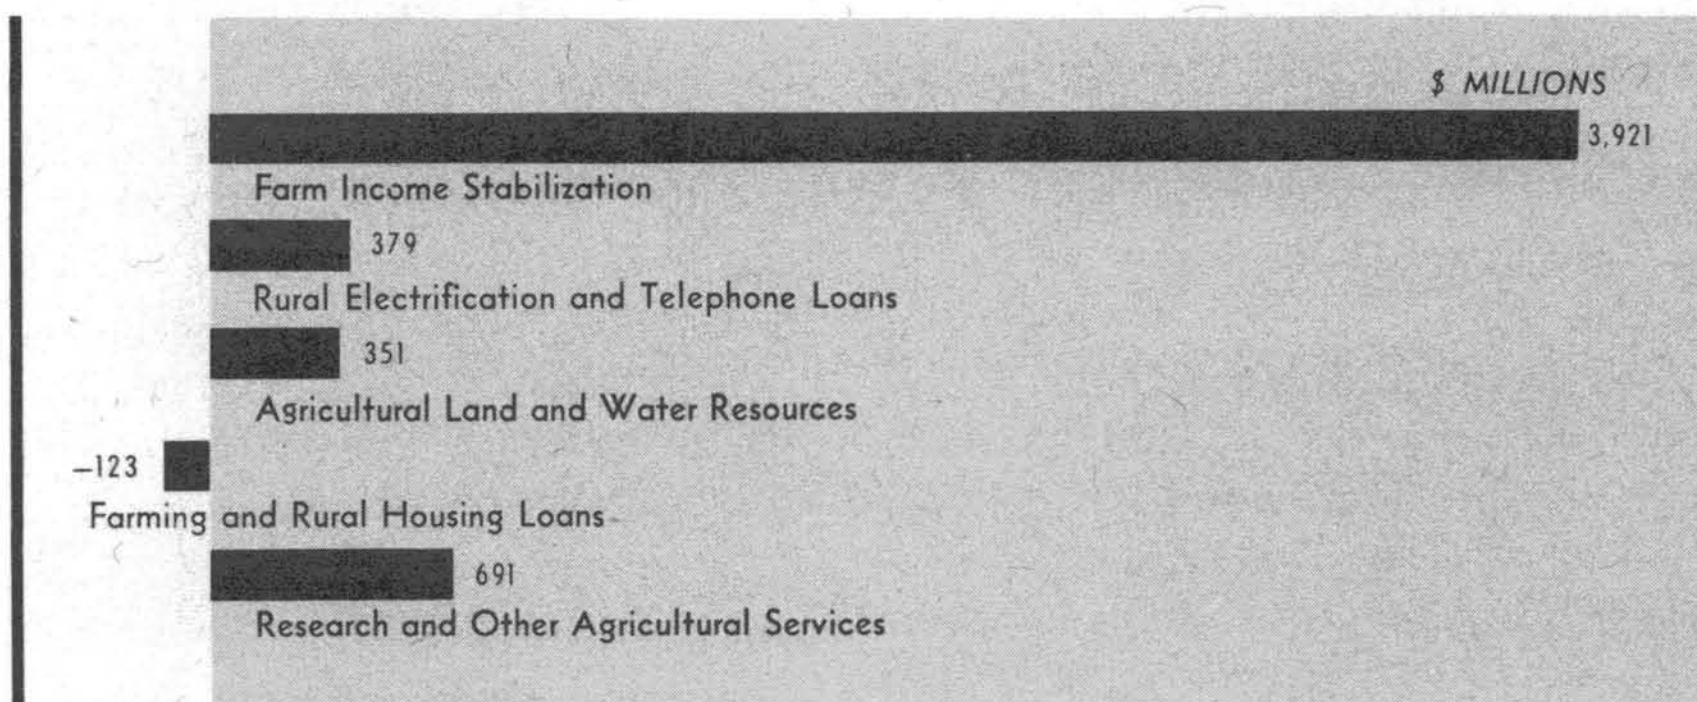 $ MILLIONS
3,921
Farm Income Stabilization
379
Rural Electrification and Telephone Loans
351
Agricultural Land and Water Resources
–123
Farming and Rural Housing Loans
691
Research and Other Agricultural Services